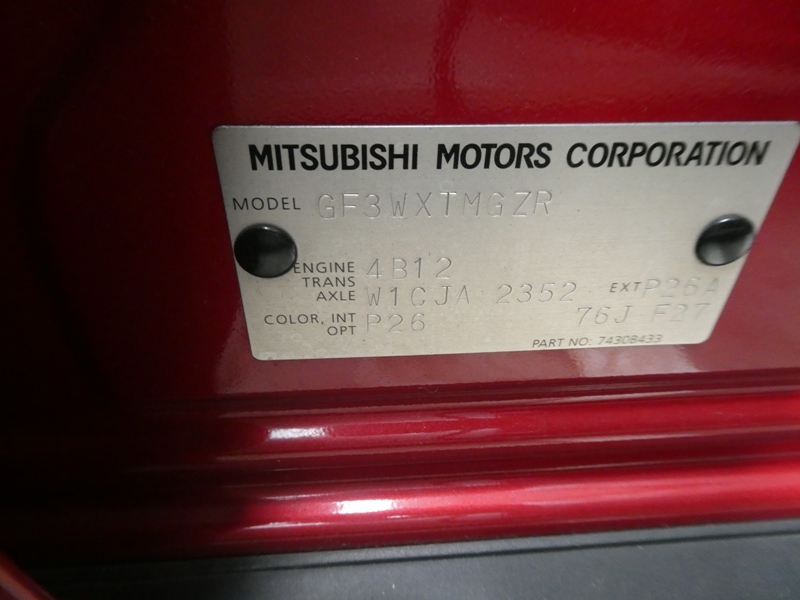 MITSUBISHI MOTORS CORPORATION
MODEL GF3WXTMGZR
ENGINE 4B12
TRANS AXLE W1CJA 2352 EXT P26A
COLOR, INT OPT P26 76J F27
PART NO: 7430B433